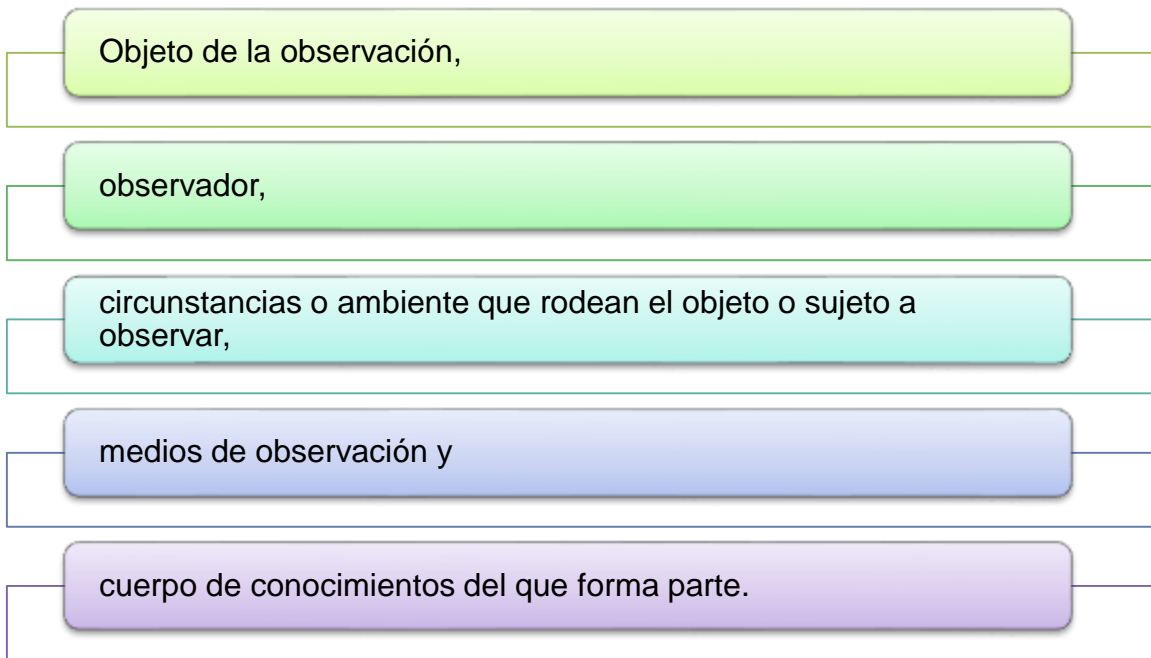 Objeto de la observación,
observador,
circunstancias o ambiente que rodean el objeto o sujeto a
observar,
medios de observación y
cuerpo de conocimientos del que forma parte.